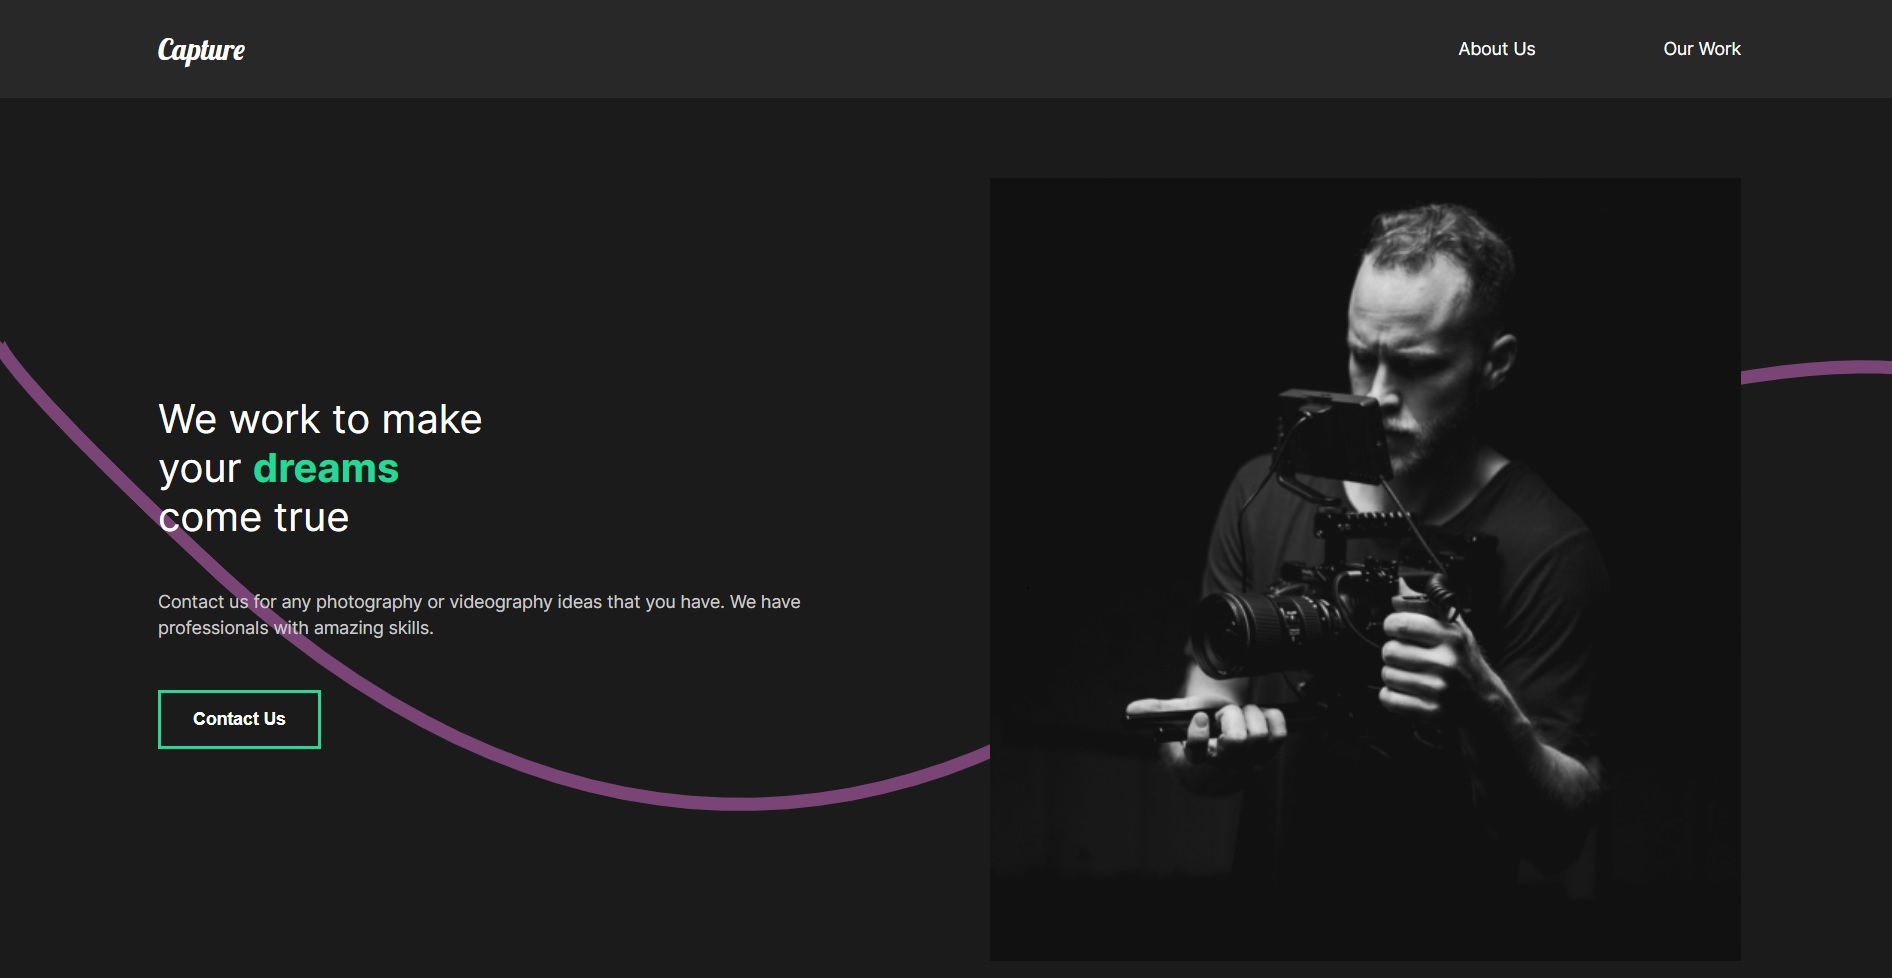 Capture
About Us
Our Work
We work to make
your dreams
come true
Contact us for any photography or videography ideas that you have. We have
professionals with amazing skills.
Contact Us